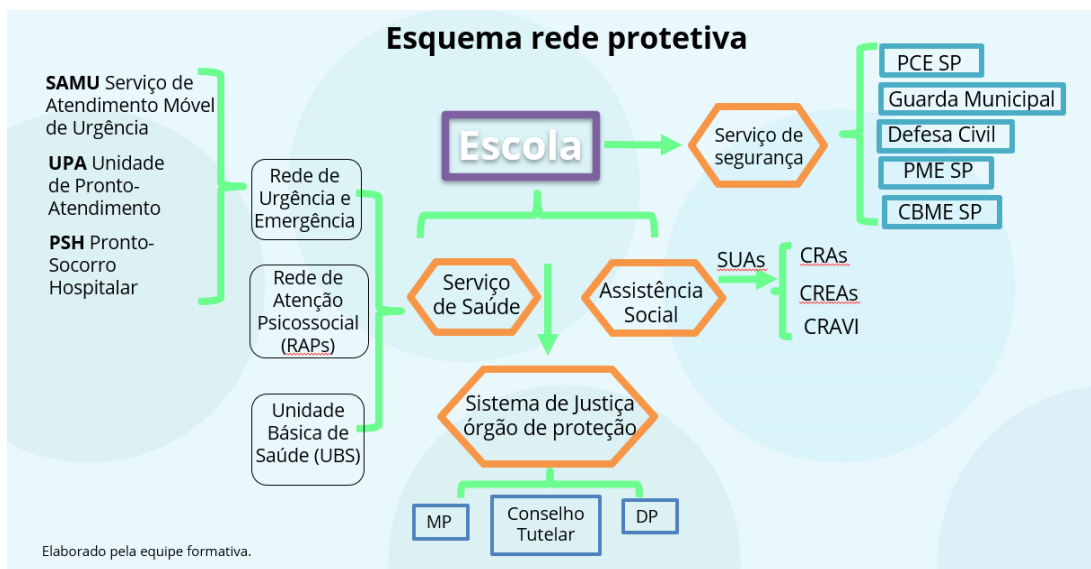 Esquema rede protetiva
SAMU Serviço de
Atendimento Móvel
de Urgência
UPA Unidade
de Pronto-
Atendimento
PSH Pronto-
Socorro
Hospitalar
Rede de
Urgência e
Emergência
Rede de
Atenção
Psicossocial
(RAPs)
Unidade
Básica de
Saúde (UBS)
Escola
Serviço de
segurança
PCE SP
Guarda Municipal
Defesa Civil
PME SP
CBME SP
Serviço
de Saúde
Assistência
Social
SUAs
CRAs
CREAs
CRAVI
Sistema de Justiça
órgão de proteção
MP
Conselho
Tutelar
DP
Elaborado pela equipe formativa.